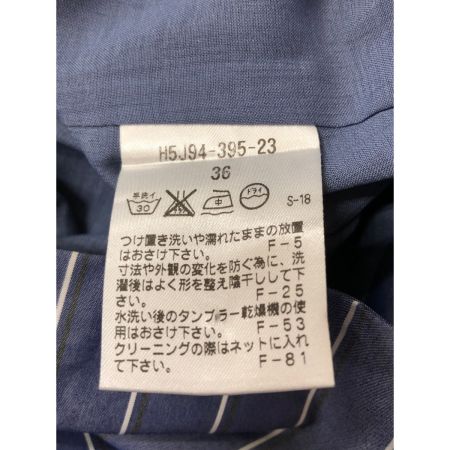 H5J94-395-23
36
手洗イ
30
中
ドライ
S-18
つけ置き洗いや濡れたままの放置
はおさけ下さい。 F-5
寸法や外観の変化を防ぐ為に、洗
濯後はよく形を整え陰干しして下
さい。 F-25
水洗い後のタンブラー乾燥機の使
用はおさけ下さい。 F-53
クリーニングの際はネットに入れ
て下さい。 F-81